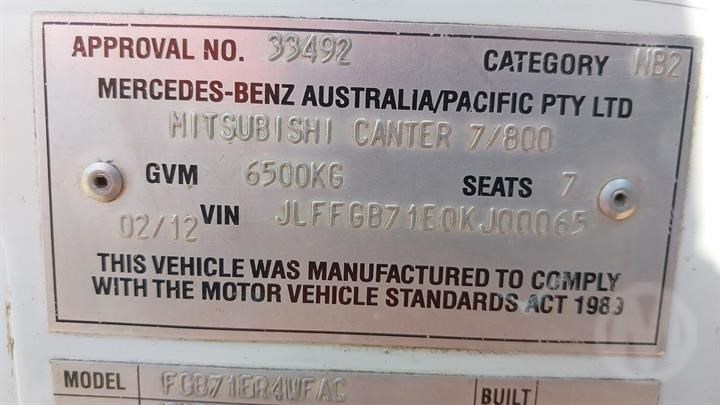 APPROVAL NO. 33492 CATEGORY NB2
MERCEDES-BENZ AUSTRALIA/PACIFIC PTY LTD
MITSUBISHI CANTER 7/800
GVM 6500KG SEATS 7
02/12 VIN JLFFGB71E0KJ00065
THIS VEHICLE WAS MANUFACTURED TO COMPLY
WITH THE MOTOR VEHICLE STANDARDS ACT 1989
MODEL FGB71ER4WFAC BUILT